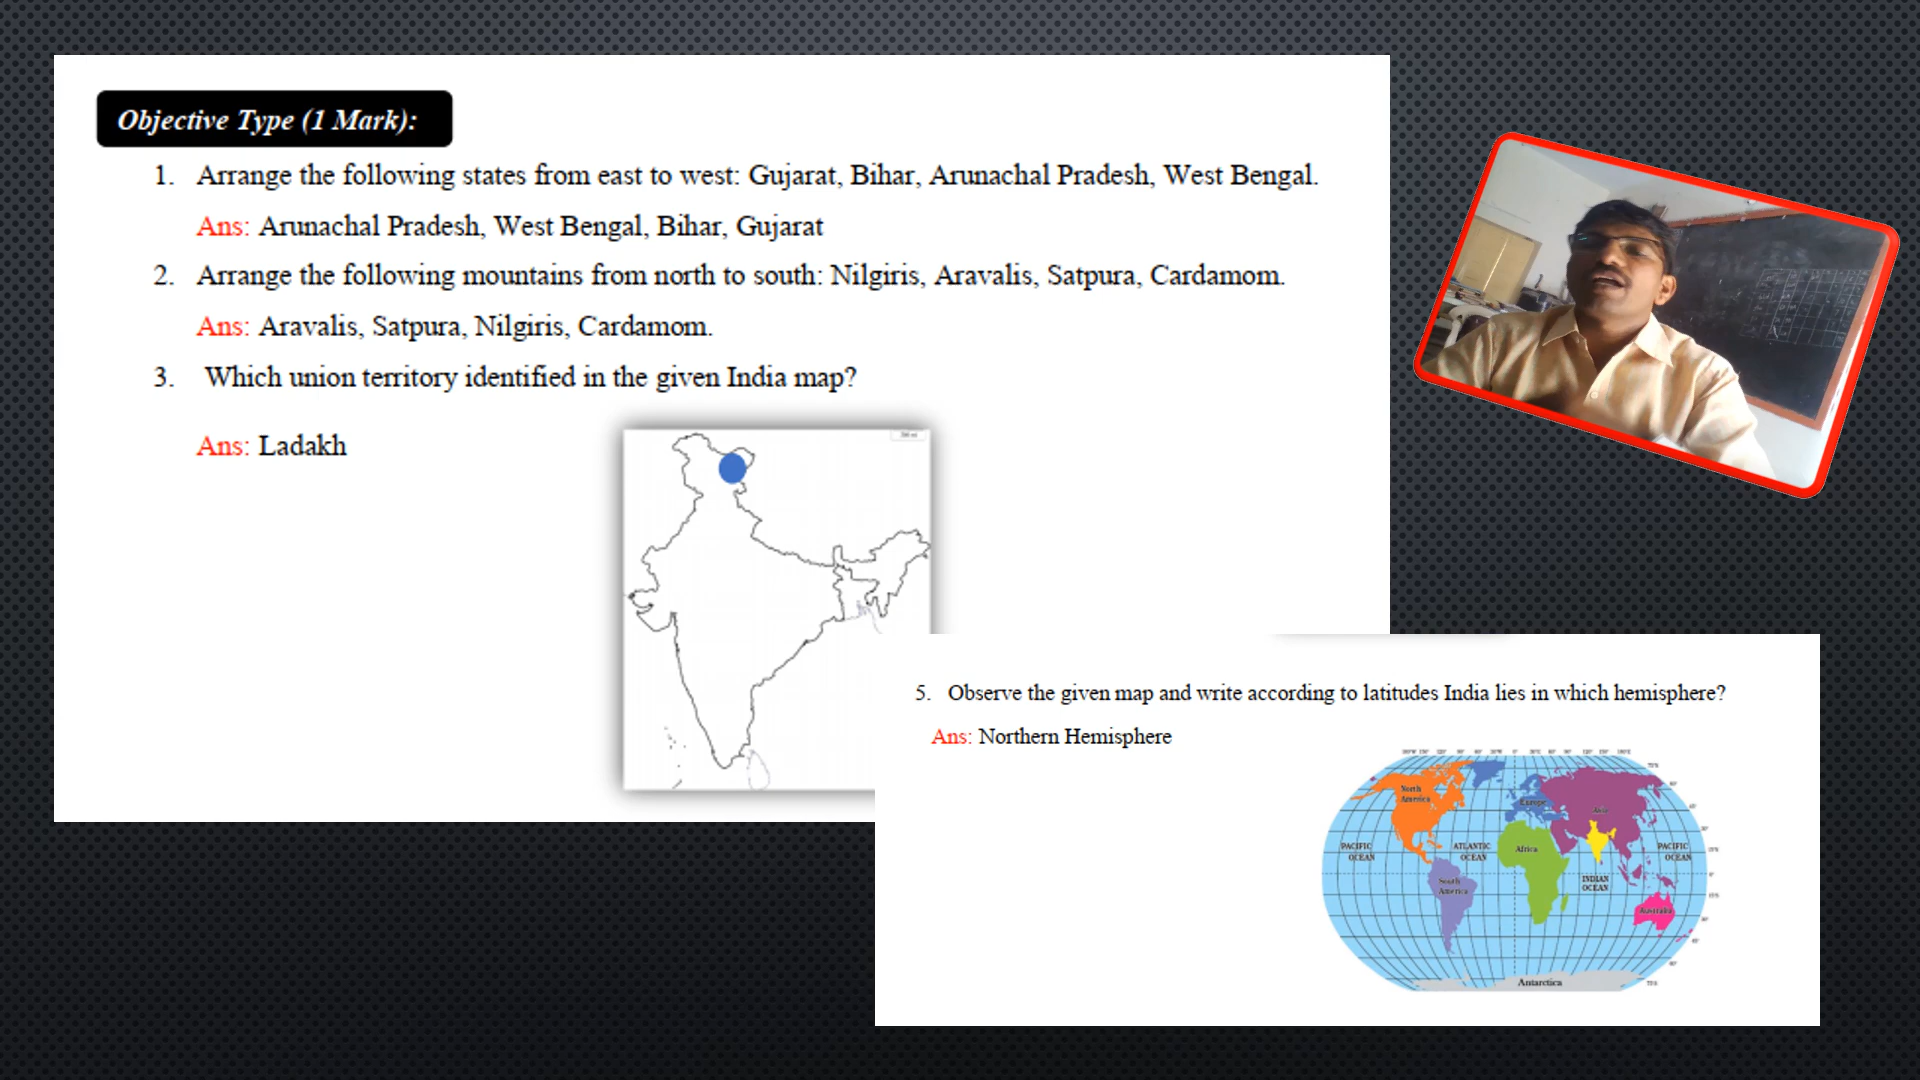 Objective Type (1 Mark):
1. Arrange the following states from east to west: Gujarat, Bihar, Arunachal Pradesh, West Bengal.
Ans: Arunachal Pradesh, West Bengal, Bihar, Gujarat
2. Arrange the following mountains from north to south: Nilgiris, Aravalis, Satpura, Cardamom.
Ans: Aravalis, Satpura, Nilgiris, Cardamom.
3. Which union territory identified in the given India map?
Ans: Ladakh
5. Observe the given map and write according to latitudes India lies in which hemisphere?
Ans: Northern Hemisphere
North
America
Europe
Asia
PACIFIC
OCEAN
ATLANTIC
OCEAN
Africa
PACIFIC
OCEAN
South
America
INDIAN
OCEAN
Australia
Antarctica